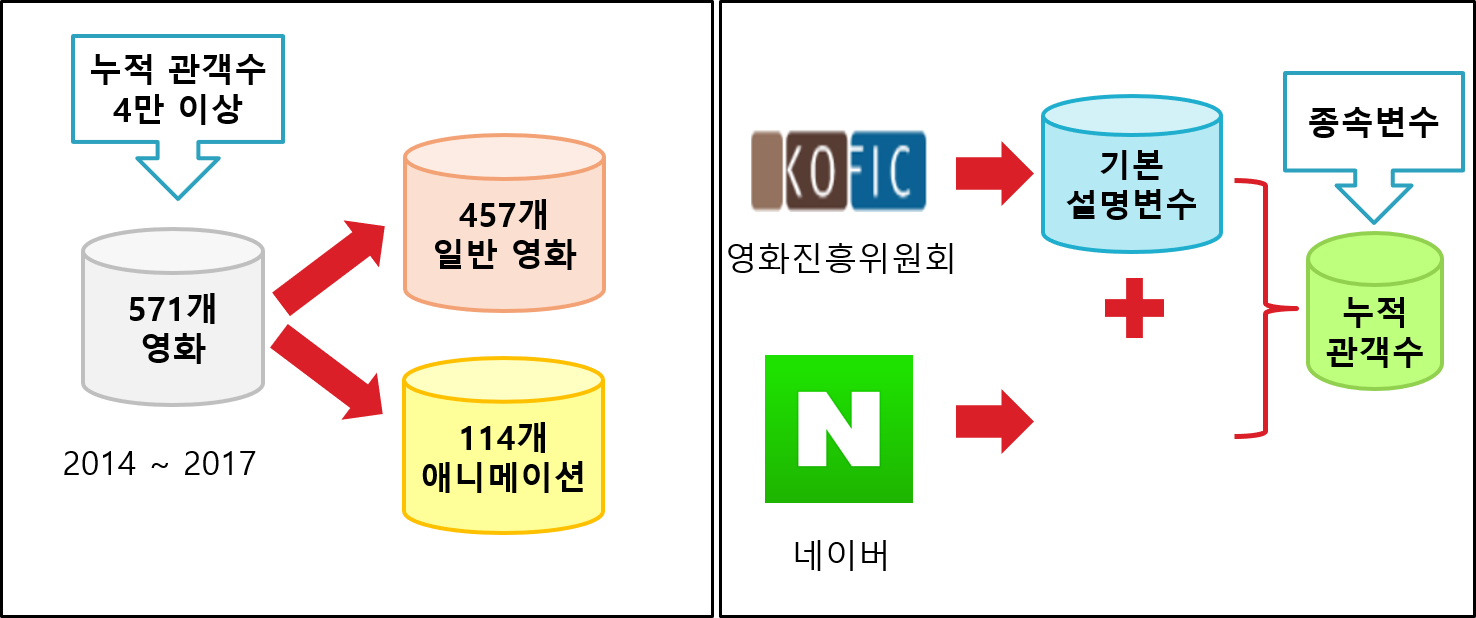 누적 관객수
4만 이상
571개
영화
2014 ~ 2017
457개
일반 영화
114개
애니메이션
KOFIC
영화진흥위원회
기본
설명변수
N
네이버
종속변수
누적
관객수